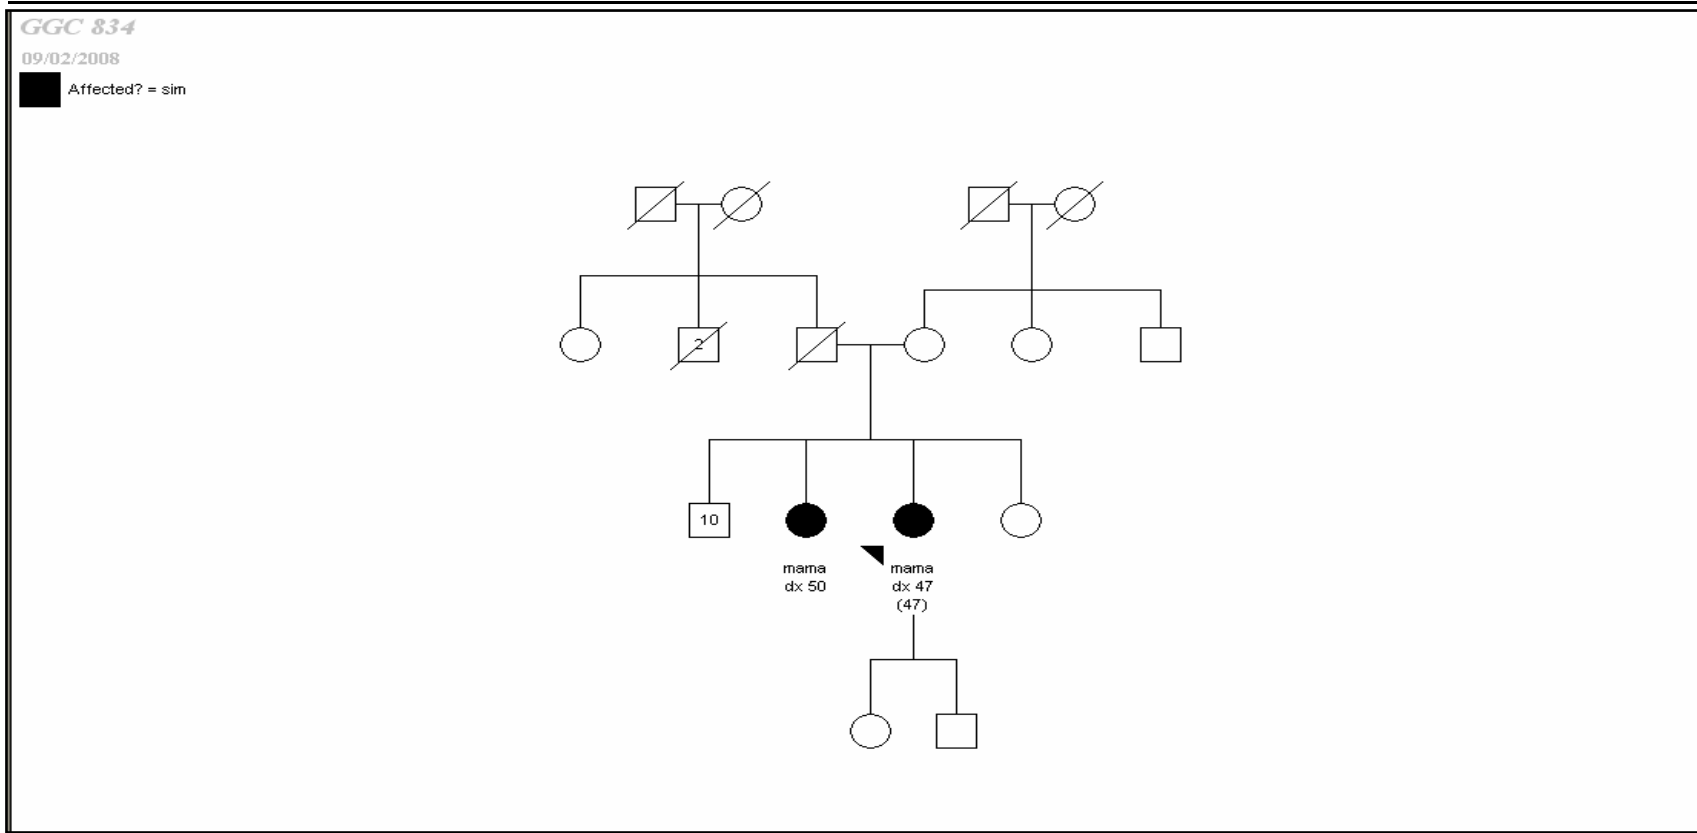 GGC 834
09/02/2008
Affected? = sim
2
10
mama
dx 50
mama
dx 47
(47)